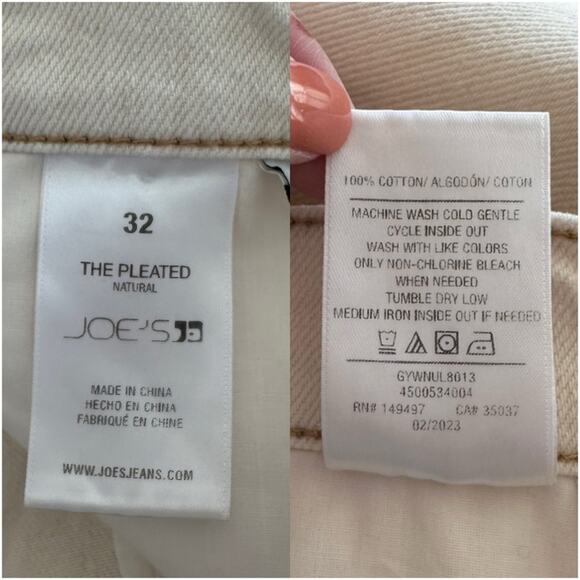 32
THE PLEATED
NATURAL
JOE'S
MADE IN CHINA
HECHO EN CHINA
FABRIQUÉ EN CHINE
WWW.JOESJEANS.COM
100% COTTON/ ALGODÓN/ COTON
MACHINE WASH COLD GENTLE
CYCLE INSIDE OUT
WASH WITH LIKE COLORS
ONLY NON-CHLORINE BLEACH
WHEN NEEDED
TUMBLE DRY LOW
MEDIUM IRON INSIDE OUT IF NEEDED
GYWNUL8013
4500534004
RN# 149497 CA# 35037
02/2023